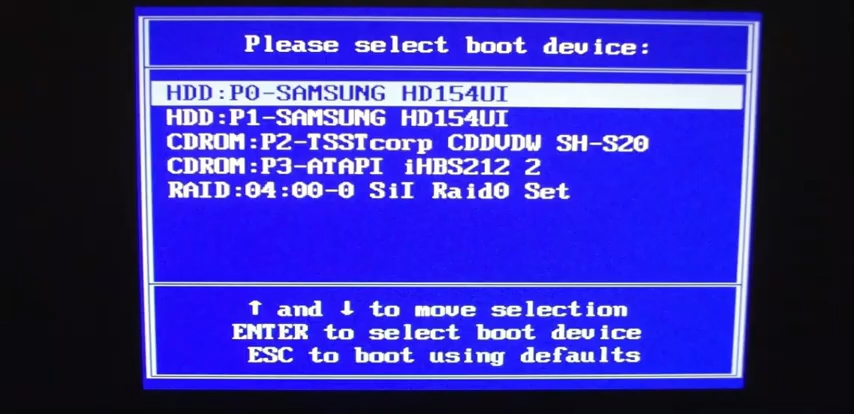 Please select boot device:
HDD:P0-SAMSUNG HD154UI
HDD:P1-SAMSUNG HD154UI
CDROM:P2-TSSTcorp CDDVDW SH-S20
CDROM:P3-ATAPI iHBS212 2
RAID:04:00-0 SiI Raid0 Set
↑ and ↓ to move selection
ENTER to select boot device
ESC to boot using defaults